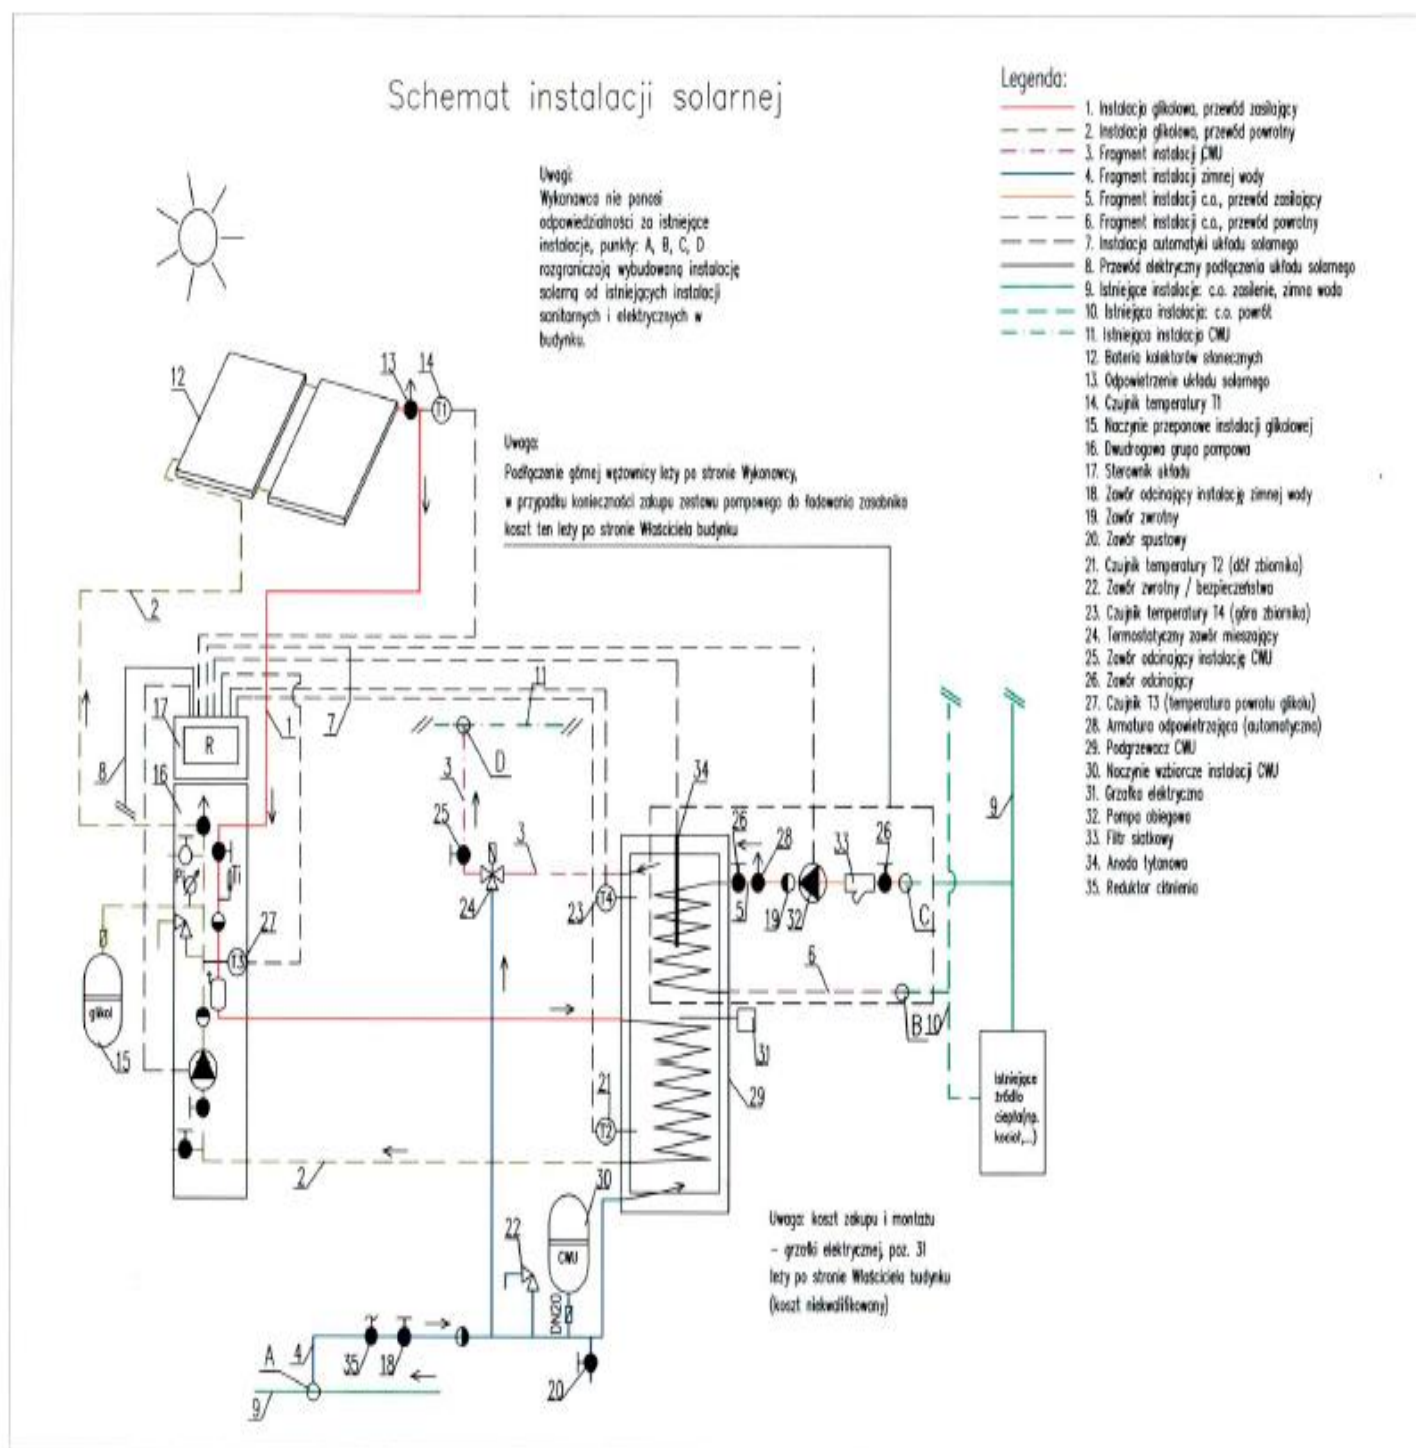 Schemat instalacji solarnej
Uwagi:
Wykonawca nie ponosi
odpowiedzialności za istniejące
instalacje, punkty: A, B, C, D
rozgraniczają wybudowaną instalację
solarną od istniejących instalacji
sanitarnych i elektrycznych w
budynku.
Legenda:
1. Instalacja glikolowa, przewód zasilający
2. Instalacja glikolowa, przewód powrotny
3. Fragment instalacji CWU
4. Fragment instalacji zimnej wody
5. Fragment instalacji c.o., przewód zasilający
6. Fragment instalacji c.o., przewód powrotny
7. Instalacja automatyki układu solarnego
8. Przewód elektryczny podłączenia układu solarnego
9. Istniejące instalacje: c.o. zasilenie, zimna woda
10. Istniejąca instalacja: c.o. powrót
11. Istniejąca instalacja CWU
12. Bateria kolektorów słonecznych
13. Odpowietrzenie układu solarnego
14. Czujnik temperatury T1
15. Naczynie przeponowe instalacji glikolowej
16. Dwudrogowa grupa pompowa
17. Sterownik układu
18. Zawór odcinający instalację zimnej wody
19. Zawór zwrotny
20. Zawór spustowy
21. Czujnik temperatury T2 (dół zbiornika)
22. Zawór zwrotny / bezpieczeństwa
23. Czujnik temperatury T4 (góra zbiornika)
24. Termostatyczny zawór mieszający
25. Zawór odcinający instalację CWU
26. Zawór odcinający
27. Czujnik T3 (temperatura powrotu glikolu)
28. Armatura odpowietrzająca (automatyczna)
29. Podgrzewacz CWU
30. Naczynie wzbiorcze instalacji CWU
31. Grzałka elektryczna
32. Pompa obiegowa
33. Filtr siatkowy
34. Anoda tytanowa
35. Reduktor ciśnienia
12
13
14
T1
Uwaga:
Podłączenie górnej wężownicy leży po stronie Wykonawcy,
w przypadku konieczności zakupu zestawu pompowego do ładowania zasobnika
koszt ten leży po stronie Właściciela budynku
2
17
R
1
7
11
8
16
D
3
34
9
25
26
28
33
26
3
Ti
24
23
T4
5
19
32
C
27
T3
6
glikol
B
10
15
31
21
29
T2
Istniejące
źródło
ciepła(np.
kocioł,...)
2
30
22
CWU
DN20
Uwaga: koszt zakupu i montażu
- grzałki elektrycznej, poz. 31
leży po stronie Właściciela budynku
(koszt niekwalifikowany)
A
4
35
18
20
9